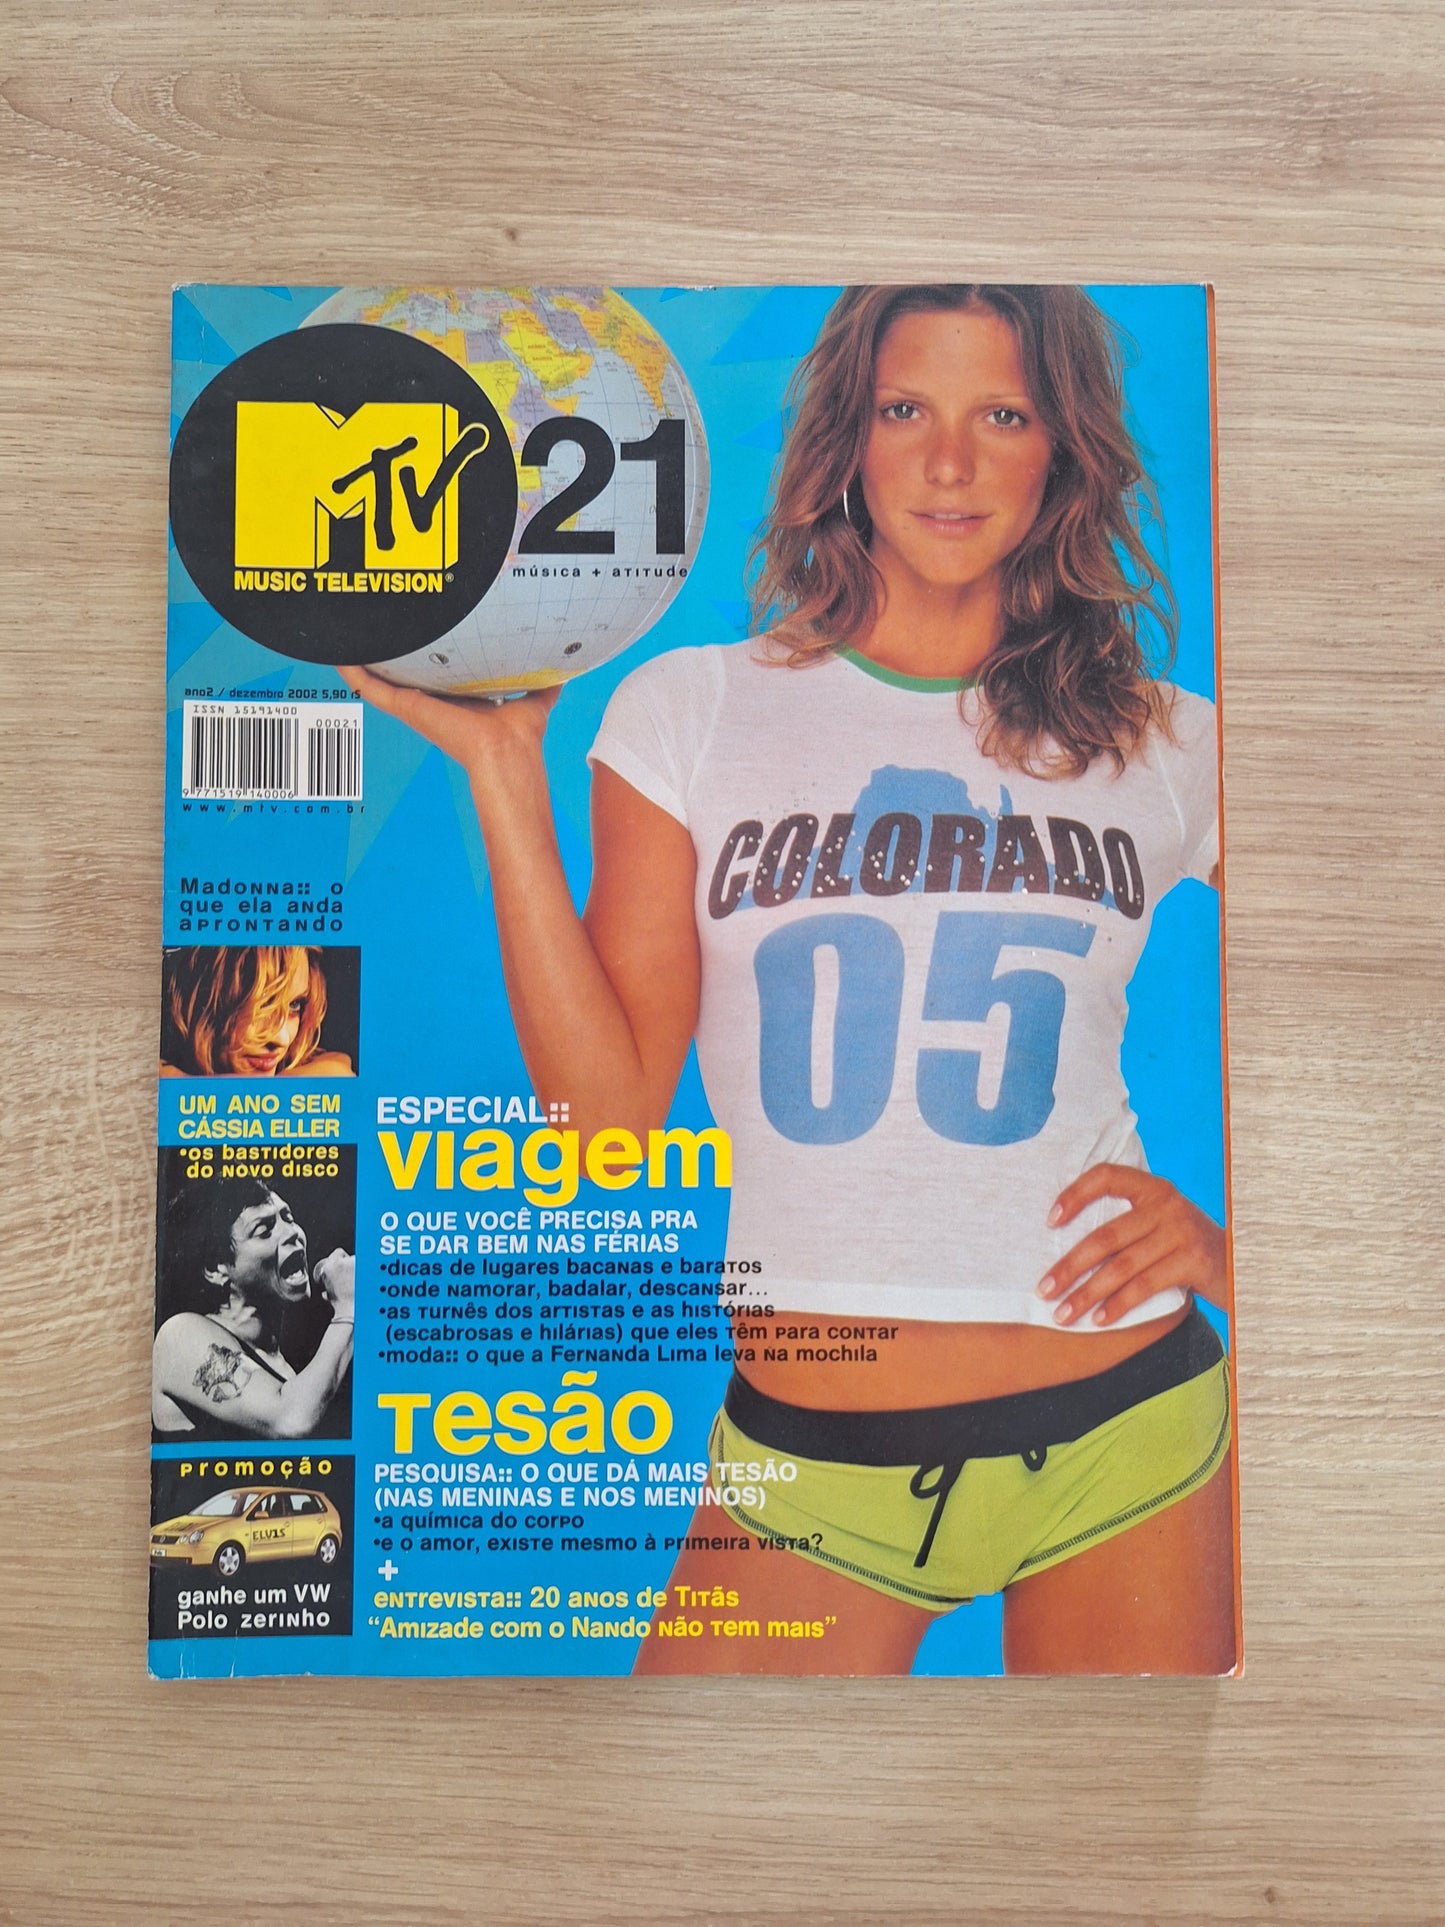 MTV
MUSIC TELEVISION®
21
música + atitude
ano2 / dezembro 2002 5,90 r$
ISSN 15191400
00021
9 771519 140006
www.mtv.com.br
Madonna:: o
que ela anda
aprontando
UM ANO SEM
CÁSSIA ELLER
•os bastidores
do novo disco
promoção
ELV1S
ganhe um VW
Polo zerinho
COLORADO
05
ESPECIAL::
viagem
O QUE VOCÊ PRECISA PRA
SE DAR BEM NAS FÉRIAS
•dicas de lugares bacanas e baratos
•onde namorar, badalar, descansar...
•as turnês dos artistas e as histórias
(escabrosas e hilárias) que eles têm para contar
•moda:: o que a Fernanda Lima leva na mochila
tesão
PESQUISA:: O QUE DÁ MAIS TESÃO
(NAS MENINAS E NOS MENINOS)
•a química do corpo
•e o amor, existe mesmo à primeira vista?
+
entrevista:: 20 anos de Titãs
“Amizade com o Nando não tem mais”